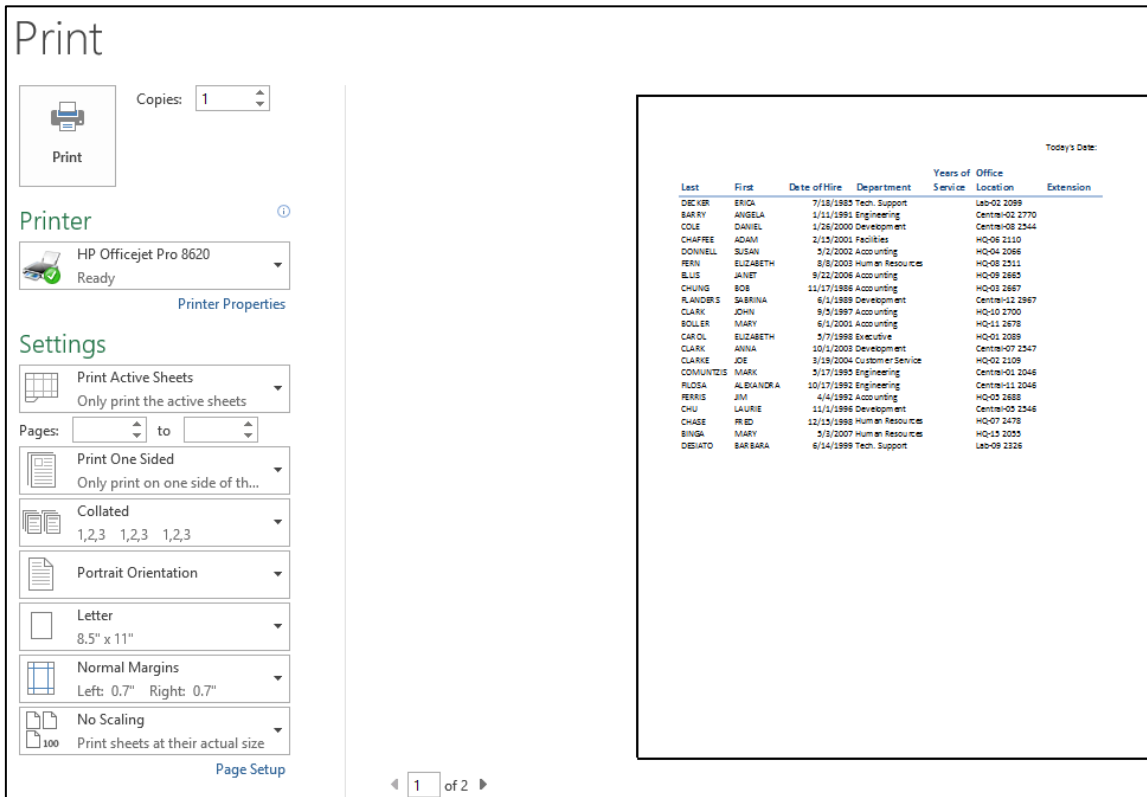 Print
Copies: 1
Print
Printer
HP Officejet Pro 8620
Ready
Printer Properties
Settings
Print Active Sheets
Only print the active sheets
Pages: to
Print One Sided
Only print on one side of th...
Collated
1,2,3 1,2,3 1,2,3
Portrait Orientation
Letter
8.5" x 11"
Normal Margins
Left: 0.7" Right: 0.7"
No Scaling
100 Print sheets at their actual size
Page Setup
1 of 2
Today's Date:
Years of Office
Last First Date of Hire Department Service Location Extension
DECKER ERICA 7/18/1985 Tech. Support Lab-02 2099
BARRY ANGELA 1/11/1991 Engineering Central-02 2770
COLE DANIEL 1/26/2000 Development Central-08 2544
CHAFFEE ADAM 2/15/2001 Facilities HQ-06 2110
DONNELL SUSAN 5/2/2002 Accounting HQ-04 2066
FERN ELIZABETH 8/8/2003 Human Resources HQ-08 2511
ELLIS JANET 9/22/2006 Accounting HQ-09 2665
CHUNG BOB 11/17/1986 Accounting HQ-03 2667
FLANDERS SABRINA 6/1/1989 Development Central-12 2967
CLARK JOHN 9/5/1997 Accounting HQ-10 2700
BOLLER MARY 6/1/2001 Accounting HQ-11 2678
CAROL ELIZABETH 5/7/1998 Executive HQ-01 2089
CLARK ANNA 10/1/2003 Development Central-07 2547
CLARKE JOE 3/19/2004 Customer Service HQ-02 2109
COMUNTZIS MARK 5/17/1995 Engineering Central-01 2046
FILOSA ALEXANDRA 10/17/1992 Engineering Central-11 2046
FERRIS JIM 4/4/1992 Accounting HQ-05 2688
CHU LAURIE 11/1/1996 Development Central-05 2546
CHASE FRED 12/15/1998 Human Resources HQ-07 2478
BINGA MARY 5/3/2007 Human Resources HQ-15 2055
DESIATO BARBARA 6/14/1999 Tech. Support Lab-09 2326